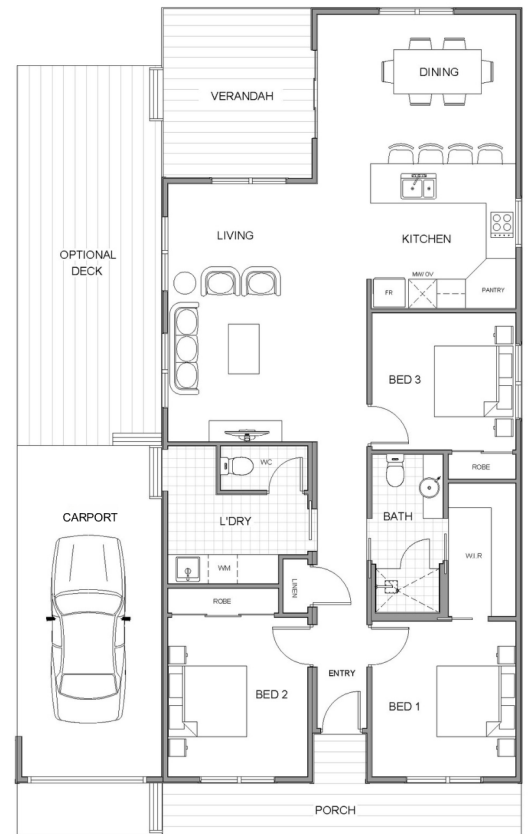 DINING
VERANDAH
LIVING
KITCHEN
OPTIONAL
DECK
MW/ OV
FR
PANTRY
BED 3
WC
ROBE
CARPORT
BATH
L'DRY
W.I.R
WM
LINEN
ROBE
ENTRY
BED 2
BED 1
PORCH